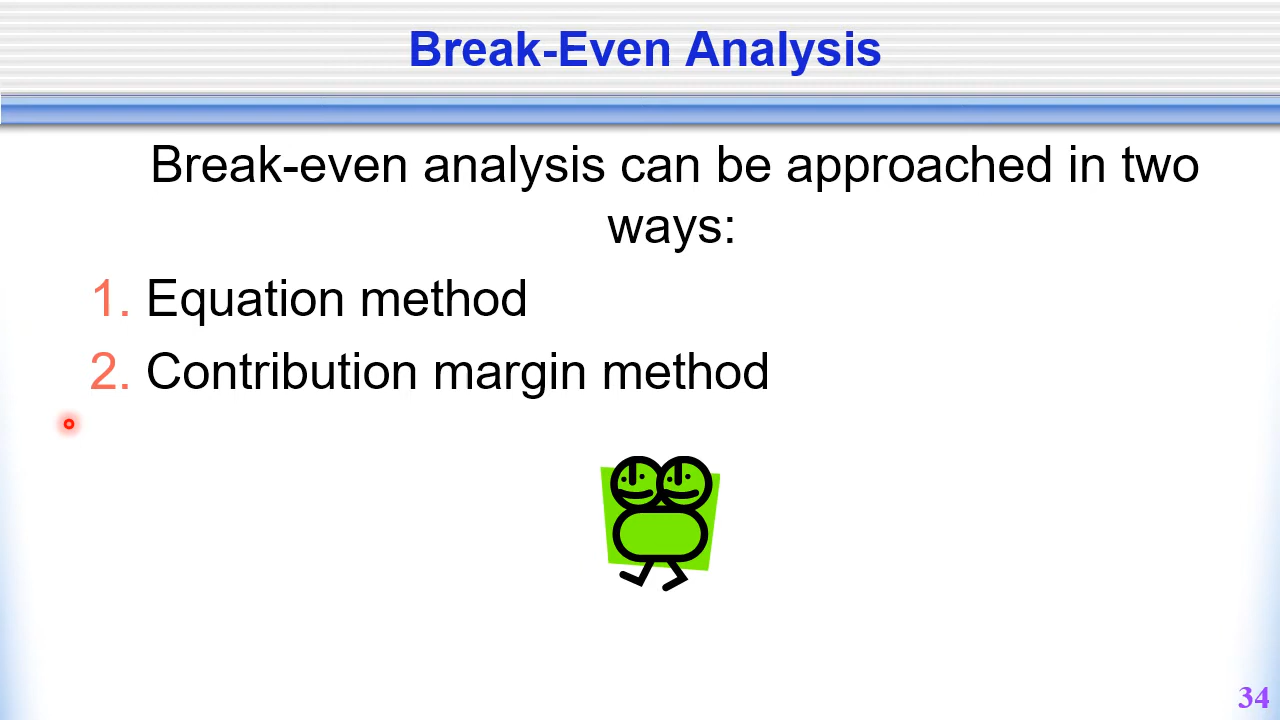 Break-Even Analysis
Break-even analysis can be approached in two
ways:
1. Equation method
2. Contribution margin method
34